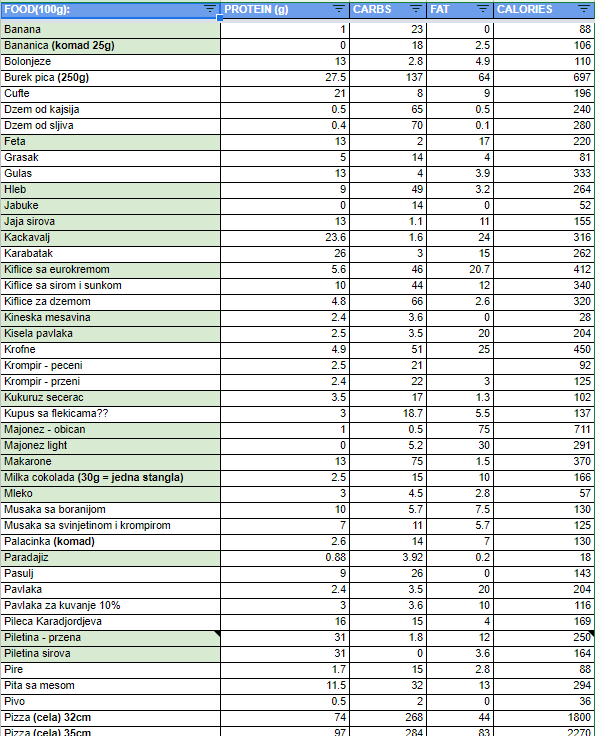 FOOD(100g): PROTEIN (g) CARBS FAT CALORIES
Banana 1 23 0 88
Bananica (komad 25g) 0 18 2.5 106
Bolonjeze 13 2.8 4.9 110
Burek pica (250g) 27.5 137 64 697
Cufte 21 8 9 196
Dzem od kajsija 0.5 65 0.5 240
Dzem od sljiva 0.4 70 0.1 280
Feta 13 2 17 220
Grasak 5 14 4 81
Gulas 13 4 3.9 333
Hleb 9 49 3.2 264
Jabuke 0 14 0 52
Jaja sirova 13 1.1 11 155
Kackavalj 23.6 1.6 24 316
Karabatak 26 3 15 262
Kiflice sa eurokremom 5.6 46 20.7 412
Kiflice sa sirom i sunkom 10 44 12 340
Kiflice za dzemom 4.8 66 2.6 320
Kineska mesavina 2.4 3.6 0 28
Kisela pavlaka 2.5 3.5 20 204
Krofne 4.9 51 25 450
Krompir - peceni 2.5 21 92
Krompir - przeni 2.4 22 3 125
Kukuruz secerac 3.5 17 1.3 102
Kupus sa flekicama?? 3 18.7 5.5 137
Majonez - obican 1 0.5 75 711
Majonez light 0 5.2 30 291
Makarone 13 75 1.5 370
Milka cokolada (30g = jedna stangla) 2.5 15 10 166
Mleko 3 4.5 2.8 57
Musaka sa boranijom 10 5.7 7.5 130
Musaka sa svinjetinom i krompirom 7 11 5.7 125
Palacinka (komad) 2.6 14 7 130
Paradajiz 0.88 3.92 0.2 18
Pasulj 9 26 0 143
Pavlaka 2.4 3.5 20 204
Pavlaka za kuvanje 10% 3 3.6 10 116
Pileca Karadjordjeva 16 15 4 169
Piletina - przena 31 1.8 12 250
Piletina sirova 31 0 3.6 164
Pire 1.7 15 2.8 88
Pita sa mesom 11.5 32 13 294
Pivo 0.5 2 0 36
Pizza (cela) 32cm 74 268 44 1800
Pizza (cela) 35cm 97 284 83 2270